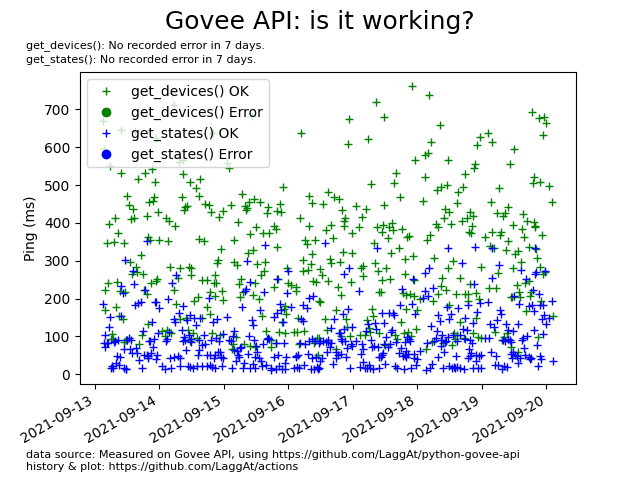 Govee API: is it working?
get_devices(): No recorded error in 7 days.
get_states(): No recorded error in 7 days.
get_devices() OK
get_devices() Error
get_states() OK
get_states() Error
Ping (ms)
700
600
500
400
300
200
100
0
2021-09-13
2021-09-14
2021-09-15
2021-09-16
2021-09-17
2021-09-18
2021-09-19
2021-09-20
data source: Measured on Govee API, using https://github.com/LaggAt/python-govee-api
history & plot: https://github.com/LaggAt/actions